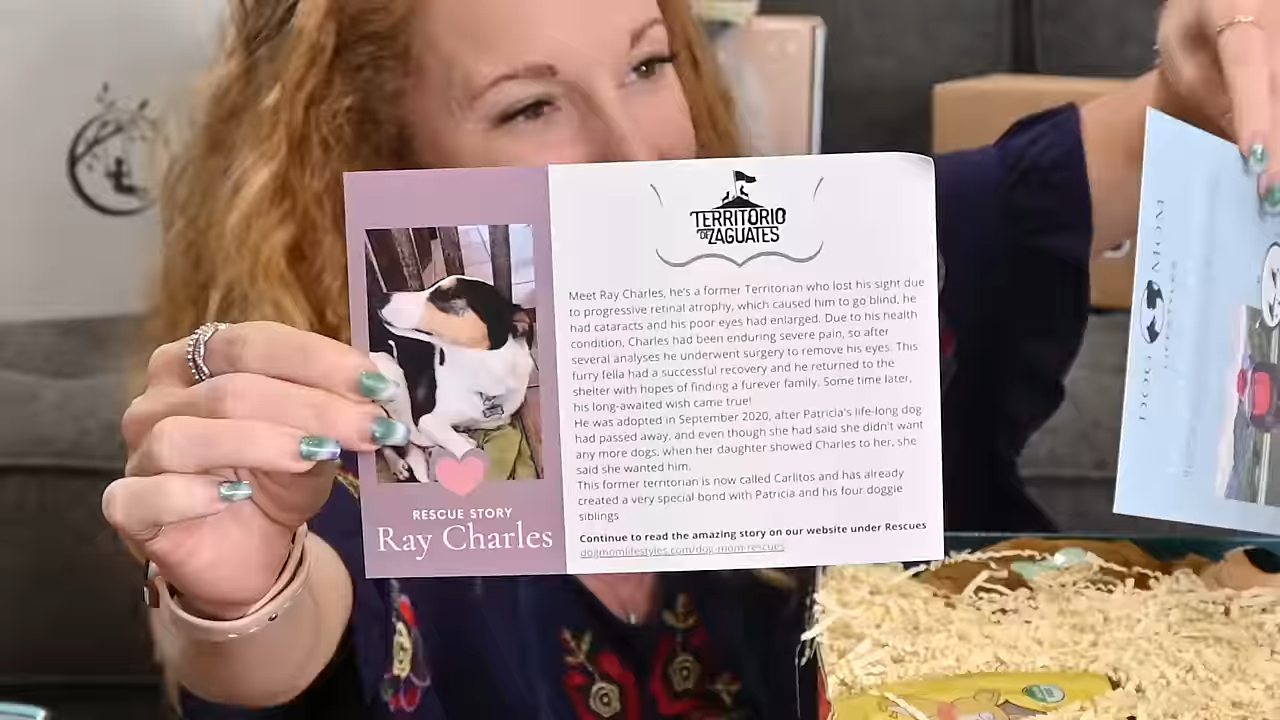 TERRITORIO
DE ZAGUATES
Meet Ray Charles, he's a former Territorian who lost his sight due
to progressive retinal atrophy, which caused him to go blind, he
had cataracts and his poor eyes had enlarged. Due to his health
condition, Charles had been enduring severe pain, so after
several analyses he underwent surgery to remove his eyes. This
furry fella had a successful recovery and he returned to the
shelter with hopes of finding a furever family. Some time later,
his long-awaited wish came true!
He was adopted in September 2020, after Patricia's life-long dog
had passed away, and even though she had said she didn't want
any more dogs, when her daughter showed Charles to her, she
said she wanted him.
This former territorian is now called Carlitos and has already
created a very special bond with Patricia and his four doggie
siblings
Continue to read the amazing story on our website under Rescues
dogmomlifestyles.com/dog-mom-rescues
RESCUE STORY
Ray Charles
DOG MOM